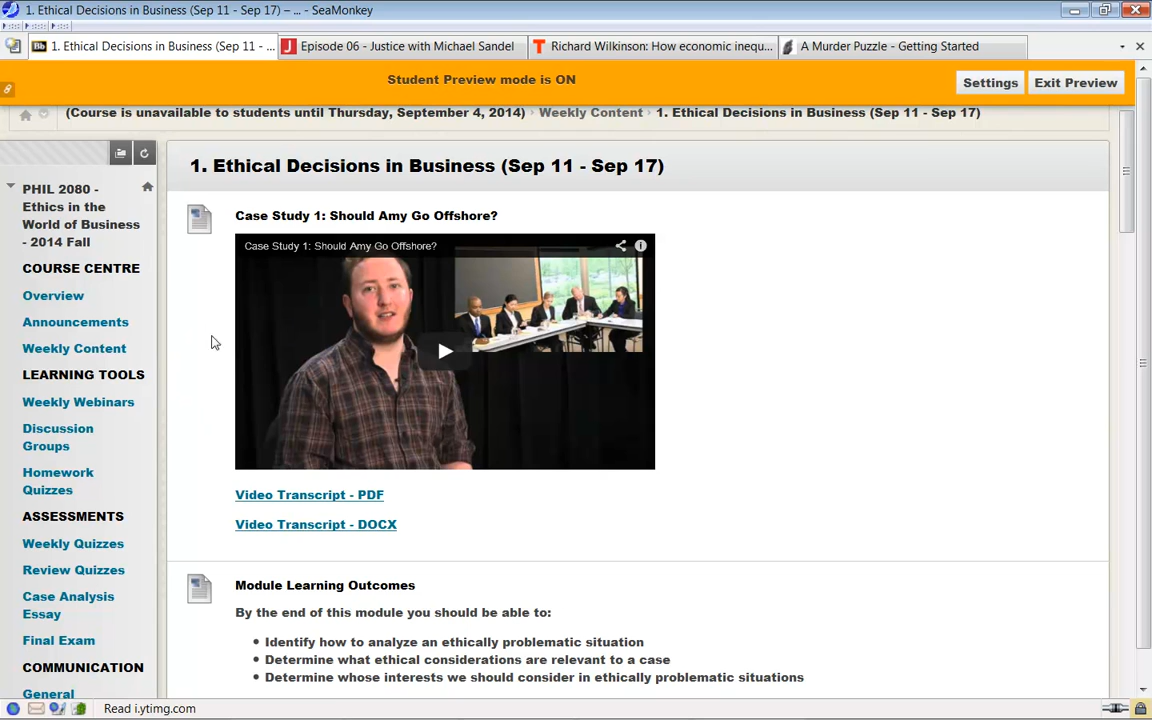 1. Ethical Decisions in Business (Sep 11 - Sep 17) – ... - SeaMonkey
1. Ethical Decisions in Business (Sep 11 - ...
Episode 06 - Justice with Michael Sandel
Richard Wilkinson: How economic inequ...
A Murder Puzzle - Getting Started
Student Preview mode is ON
Settings
Exit Preview
(Course is unavailable to students until Thursday, September 4, 2014) › Weekly Content › 1. Ethical Decisions in Business (Sep 11 - Sep 17)
PHIL 2080 -
Ethics in the
World of Business
- 2014 Fall
COURSE CENTRE
Overview
Announcements
Weekly Content
LEARNING TOOLS
Weekly Webinars
Discussion
Groups
Homework
Quizzes
ASSESSMENTS
Weekly Quizzes
Review Quizzes
Case Analysis
Essay
Final Exam
COMMUNICATION
General
1. Ethical Decisions in Business (Sep 11 - Sep 17)
Case Study 1: Should Amy Go Offshore?
Case Study 1: Should Amy Go Offshore?
Video Transcript - PDF
Video Transcript - DOCX
Module Learning Outcomes
By the end of this module you should be able to:
• Identify how to analyze an ethically problematic situation
• Determine what ethical considerations are relevant to a case
• Determine whose interests we should consider in ethically problematic situations
Read i.ytimg.com